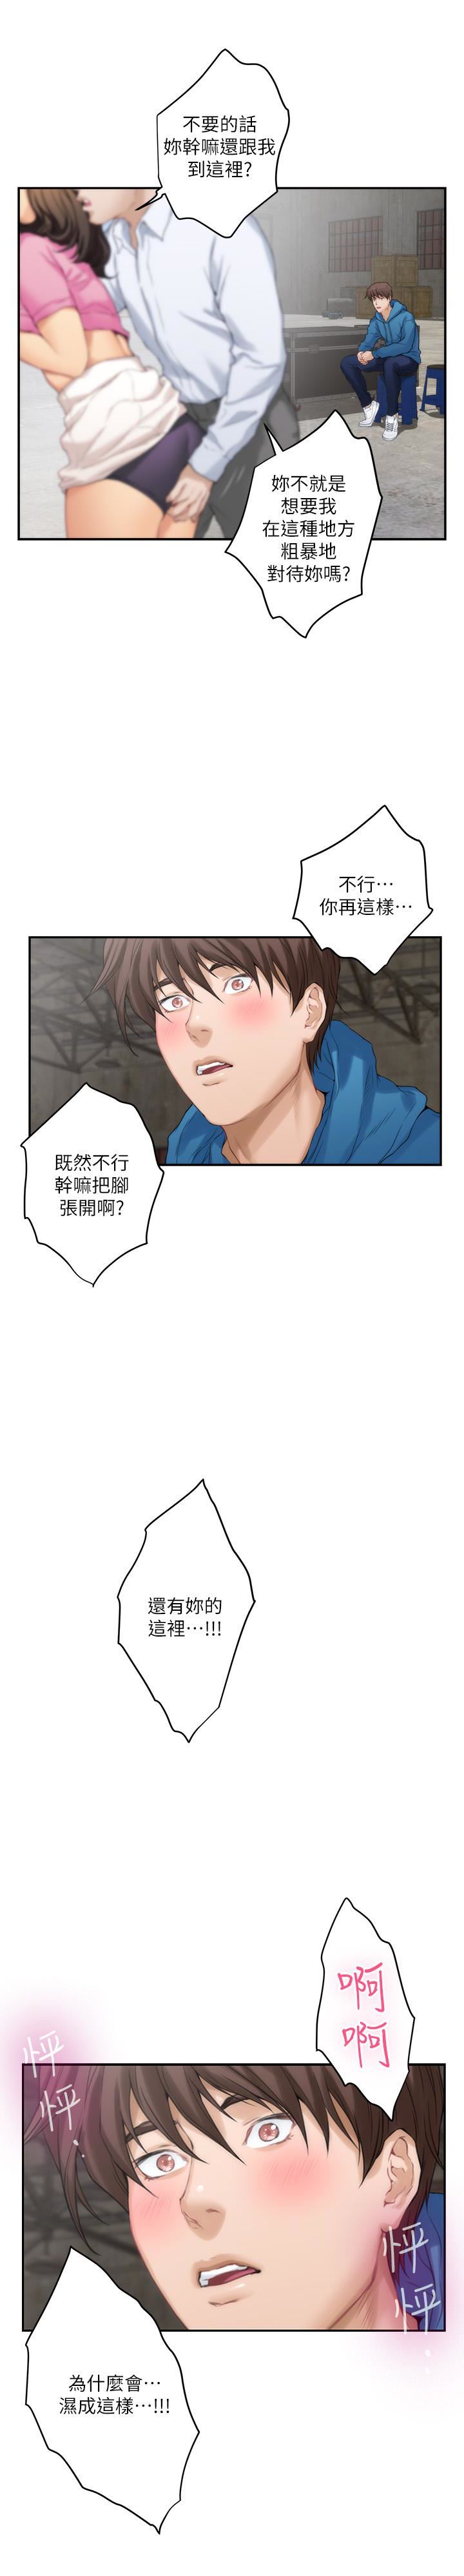 不要的話
妳幹嘛還跟我
到這裡?
妳不就是
想要我
在這種地方
粗暴地
對待妳嗎?
不行…
你再這樣…
既然不行
幹嘛把腳
張開啊?
還有妳的
這裡…!!!
啊
啊
怦
怦
怦
怦
為什麼會…
濕成這樣…!!!